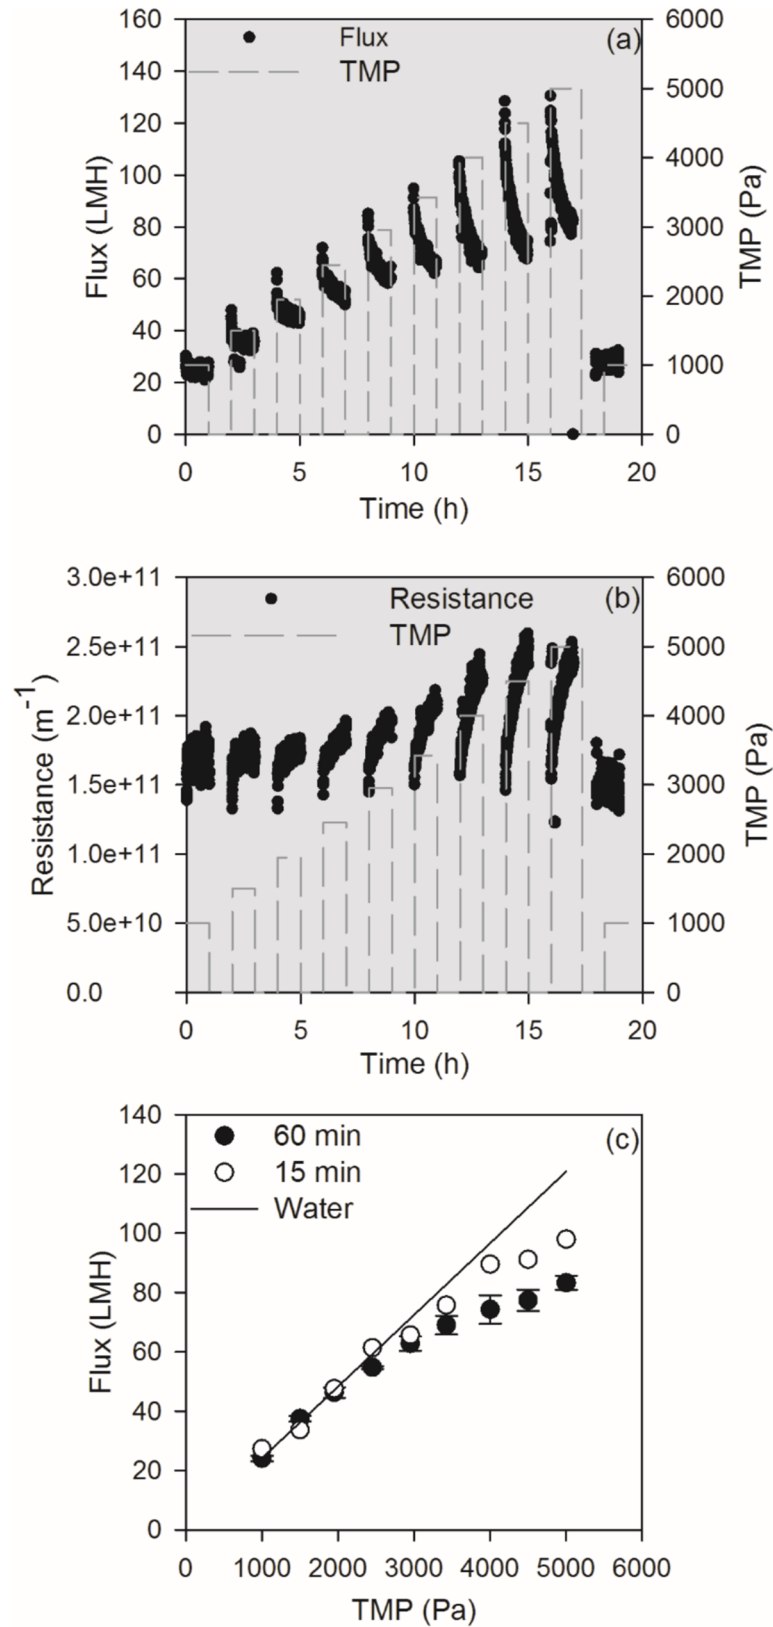 160 6000
Flux (a)
140 TMP 5000
120
4000
100
Flux (LMH) 80 3000 TMP (Pa)
60
2000
40
1000
20
0 0
0 5 10 15 20
Time (h)
3.0e+11 6000
Resistance (b)
2.5e+11 TMP 5000
2.0e+11 4000
Resistance (m-1) 1.5e+11 3000 TMP (Pa)
1.0e+11 2000
5.0e+10 1000
0.0 0
0 5 10 15 20
Time (h)
140
60 min (c)
120 15 min
Water
100
80
Flux (LMH)
60
40
20
0
0 1000 2000 3000 4000 5000 6000
TMP (Pa)